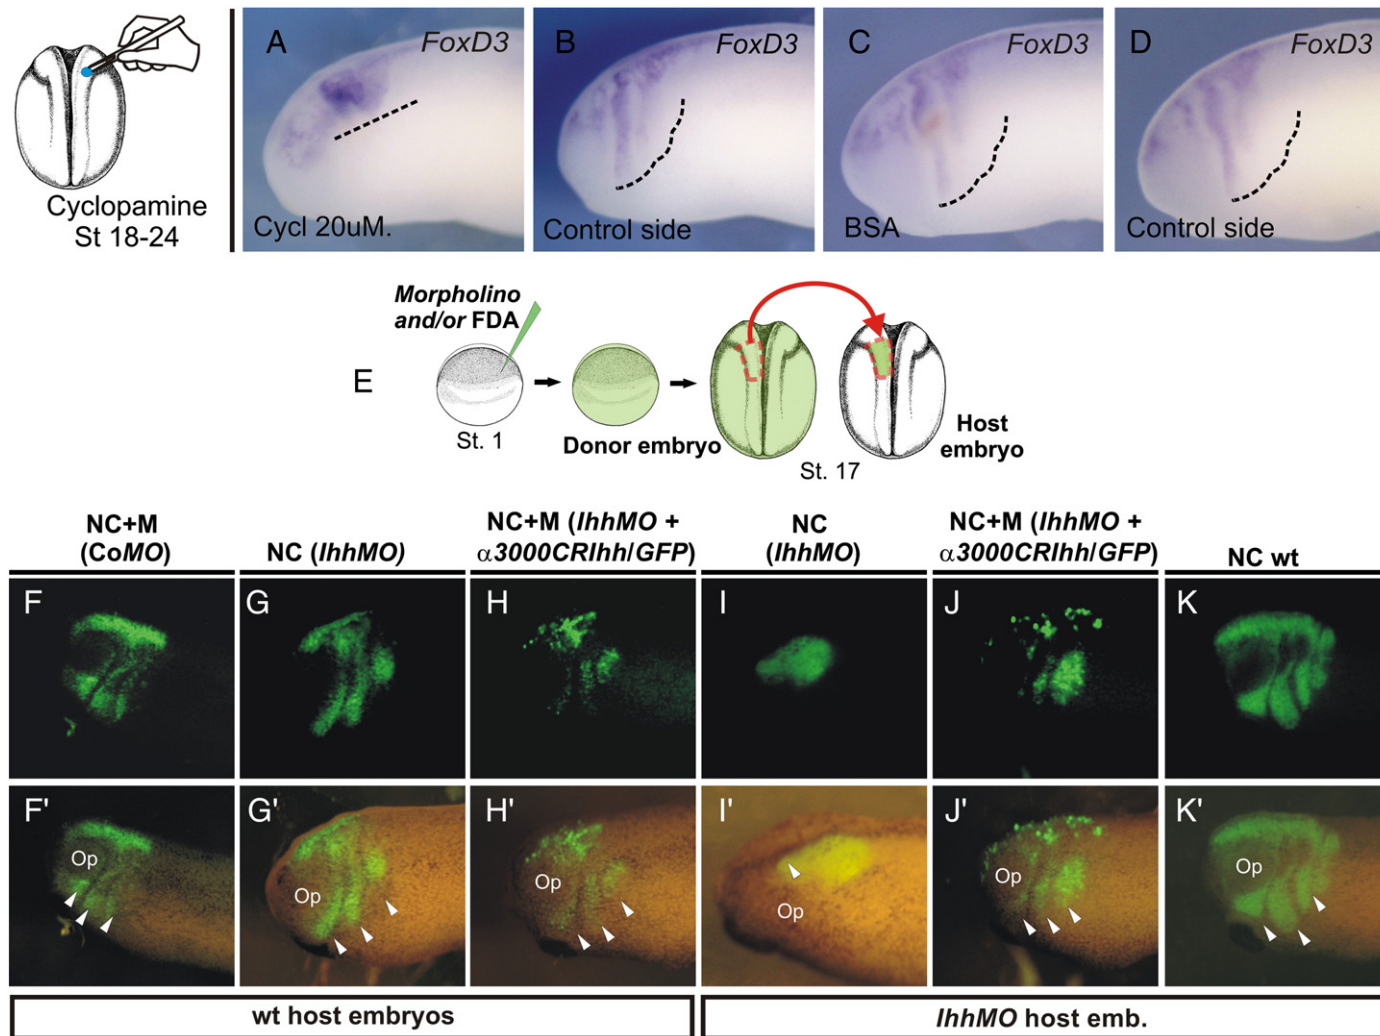 Cyclopamine
St 18-24
A
FoxD3
Cycl 20uM.
B
FoxD3
Control side
C
FoxD3
BSA
D
FoxD3
Control side
E
Morpholino
and/or FDA
St. 1
Donor embryo
St. 17
Host
embryo
NC+M
(CoMO)
NC (IhhMO)
NC+M (IhhMO +
α3000CRIhh/GFP)
NC
(IhhMO)
NC+M (IhhMO +
α3000CRIhh/GFP)
NC wt
F
G
H
I
J
K
F'
Op
G'
Op
H'
Op
I'
Op
J'
Op
K'
Op
wt host embryos
IhhMO host emb.